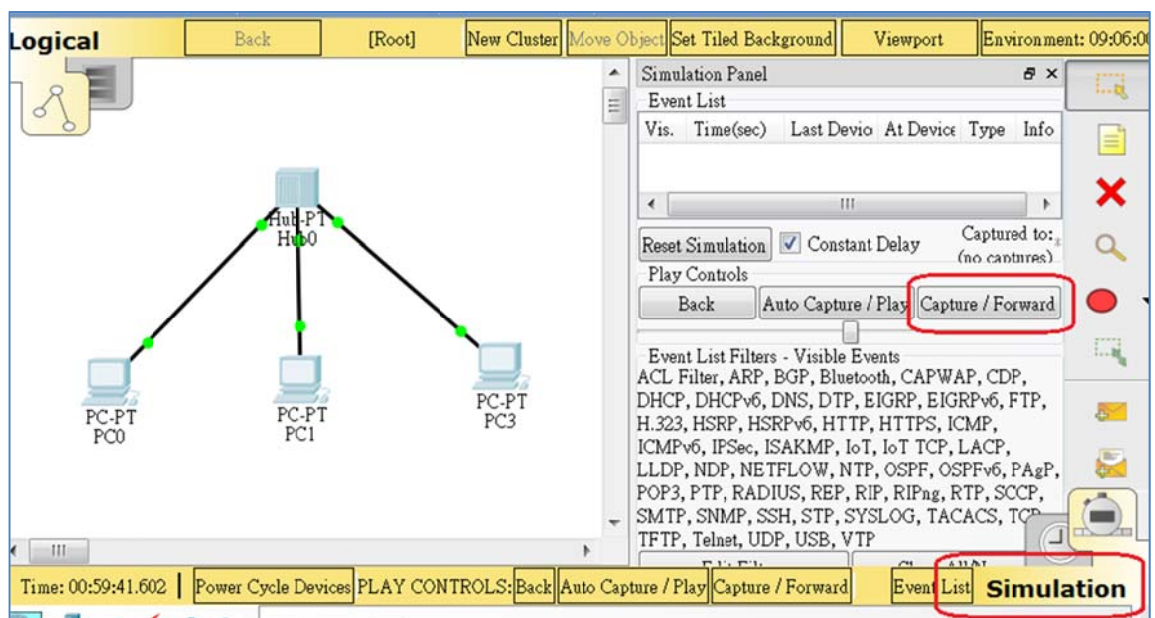 Logical Back [Root] New Cluster Move Object Set Tiled Background Viewport Environment: 09:06:00
Hub-PT
Hub0
PC-PT
PC0
PC-PT
PC1
PC-PT
PC3
Simulation Panel
Event List
Vis. Time(sec) Last Devic At Device Type Info
Reset Simulation Constant Delay Captured to:
(no captures)
Play Controls
Back Auto Capture / Play Capture / Forward
Event List Filters - Visible Events
ACL Filter, ARP, BGP, Bluetooth, CAPWAP, CDP,
DHCP, DHCPv6, DNS, DTP, EIGRP, EIGRPv6, FTP,
H.323, HSRP, HSRPv6, HTTP, HTTPS, ICMP,
ICMPv6, IPSec, ISAKMP, IoT, IoT TCP, LACP,
LLDP, NDP, NETFLOW, NTP, OSPF, OSPFv6, PAgP,
POP3, PTP, RADIUS, REP, RIP, RIPng, RTP, SCCP,
SMTP, SNMP, SSH, STP, SYSLOG, TACACS, TCP
TFTP, Telnet, UDP, USB, VTP
Time: 00:59:41.602 Power Cycle Devices PLAY CONTROLS: Back Auto Capture / Play Capture / Forward Event List Simulation